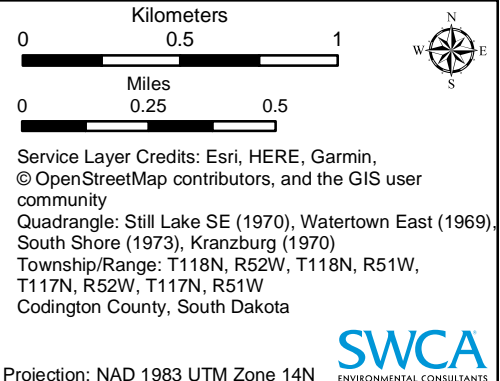 Kilometers
0 0.5 1
N
W E
S
Miles
0 0.25 0.5
Service Layer Credits: Esri, HERE, Garmin,
© OpenStreetMap contributors, and the GIS user
community
Quadrangle: Still Lake SE (1970), Watertown East (1969),
South Shore (1973), Kranzburg (1970)
Township/Range: T118N, R52W, T118N, R51W,
T117N, R52W, T117N, R51W
Codington County, South Dakota
SWCA
ENVIRONMENTAL CONSULTANTS
Projection: NAD 1983 UTM Zone 14N